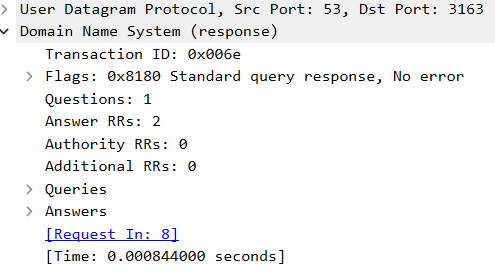 User Datagram Protocol, Src Port: 53, Dst Port: 3163
Domain Name System (response)
Transaction ID: 0x006e
Flags: 0x8180 Standard query response, No error
Questions: 1
Answer RRs: 2
Authority RRs: 0
Additional RRs: 0
Queries
Answers
[Request In: 8]
[Time: 0.000844000 seconds]